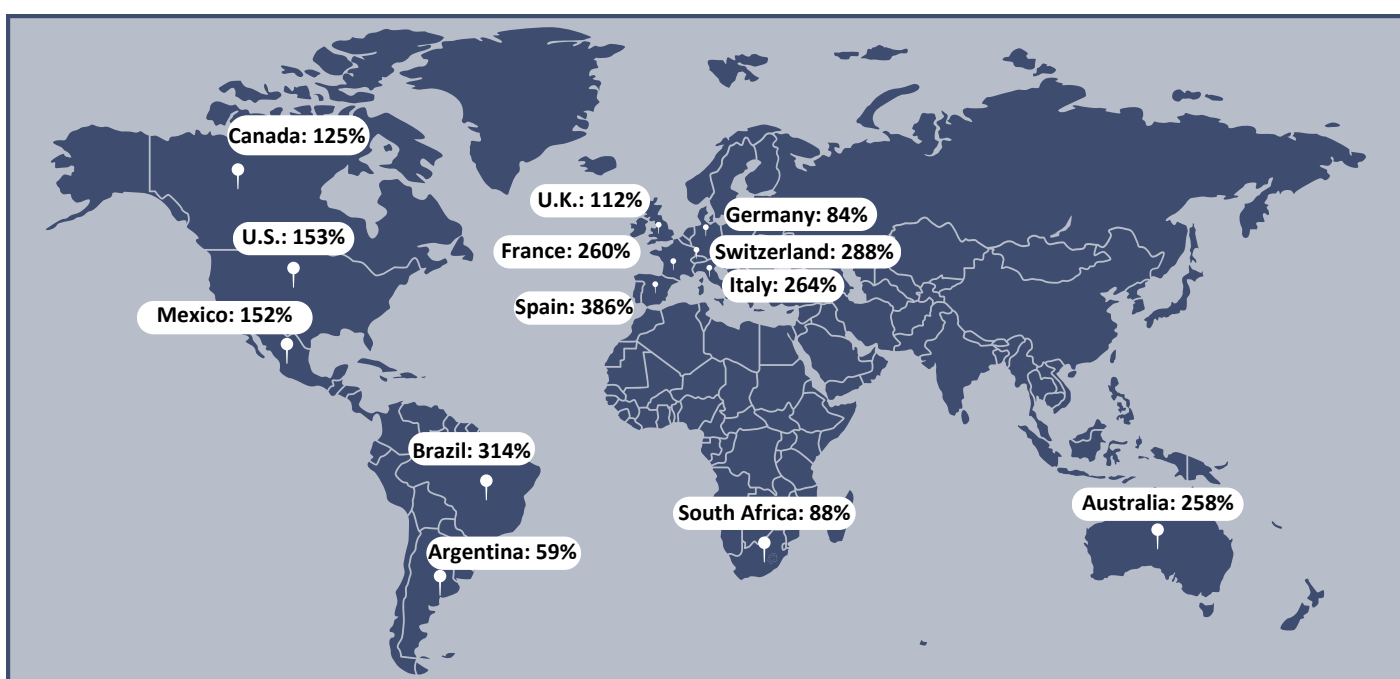 Canada: 125%
U.K.: 112%
Germany: 84%
U.S.: 153%
France: 260%
Switzerland: 288%
Italy: 264%
Mexico: 152%
Spain: 386%
Brazil: 314%
South Africa: 88%
Australia: 258%
Argentina: 59%